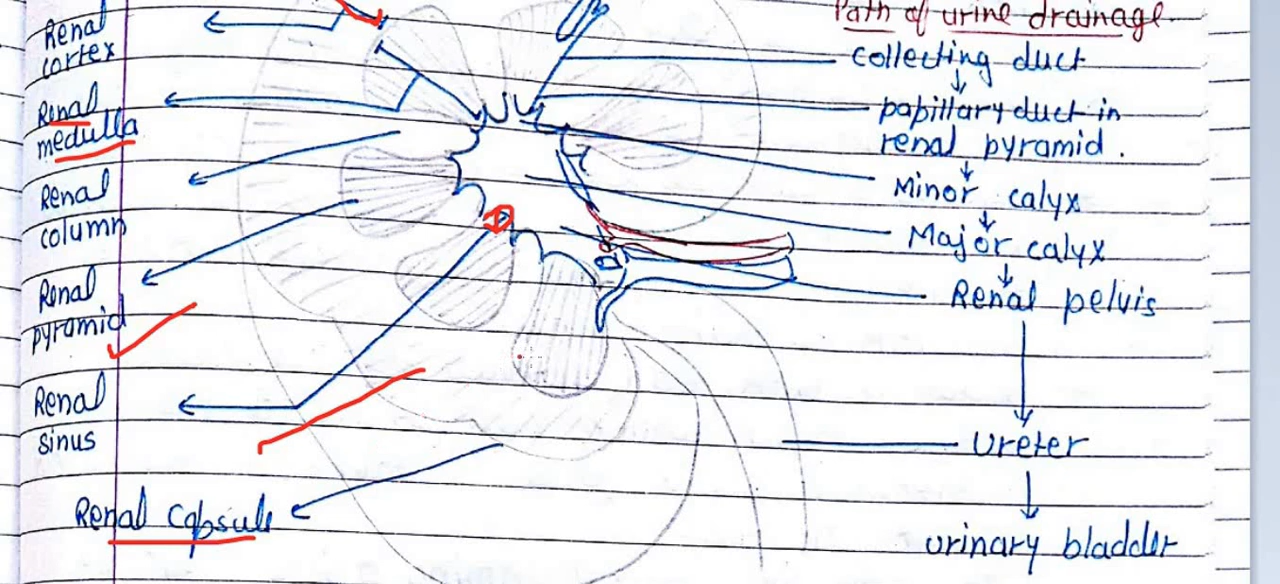 Renal
cortex
Renal
medulla
Renal
column
Renal
pyramid
Renal
sinus
Renal capsule
Path of urine drainage
collecting duct
papillary duct in
renal pyramid.
Minor calyx
Major calyx
Renal pelvis
Ureter
urinary bladder